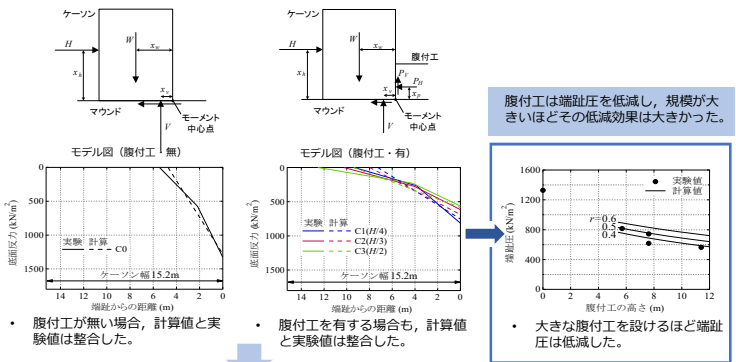 ケーソン
H
W
x_w
x_h
x_v
マウンド
V
モーメント
中心点
モデル図（腹付工・無）
ケーソン
H
W
x_w
腹付工
P_V
P_H
x_h
x_v
x_p
マウンド
V
モーメント
中心点
モデル図（腹付工・有）
腹付工は端趾圧を低減し，規模が大
きいほどその低減効果は大きかった。
底面反力 (kN/m²)
0
500
1000
1500
実験 計算
C0
ケーソン幅 15.2m
14 12 10 8 6 4 2 0
端趾からの距離 (m)
• 腹付工が無い場合，計算値と実
験値は整合した。
底面反力 (kN/m²)
0
500
1000
1500
実験 計算
C1(H/4)
C2(H/3)
C3(H/2)
ケーソン幅 15.2m
14 12 10 8 6 4 2 0
端趾からの距離 (m)
• 腹付工を有する場合も，計算値
と実験値は整合した。
端趾圧 (kN/m²)
1600
1200
800
400
0
実験値
計算値
r=0.6
0.5
0.4
0 2 4 6 8 10 12
腹付工の高さ (m)
• 大きな腹付工を設けるほど端趾
圧は低減した。